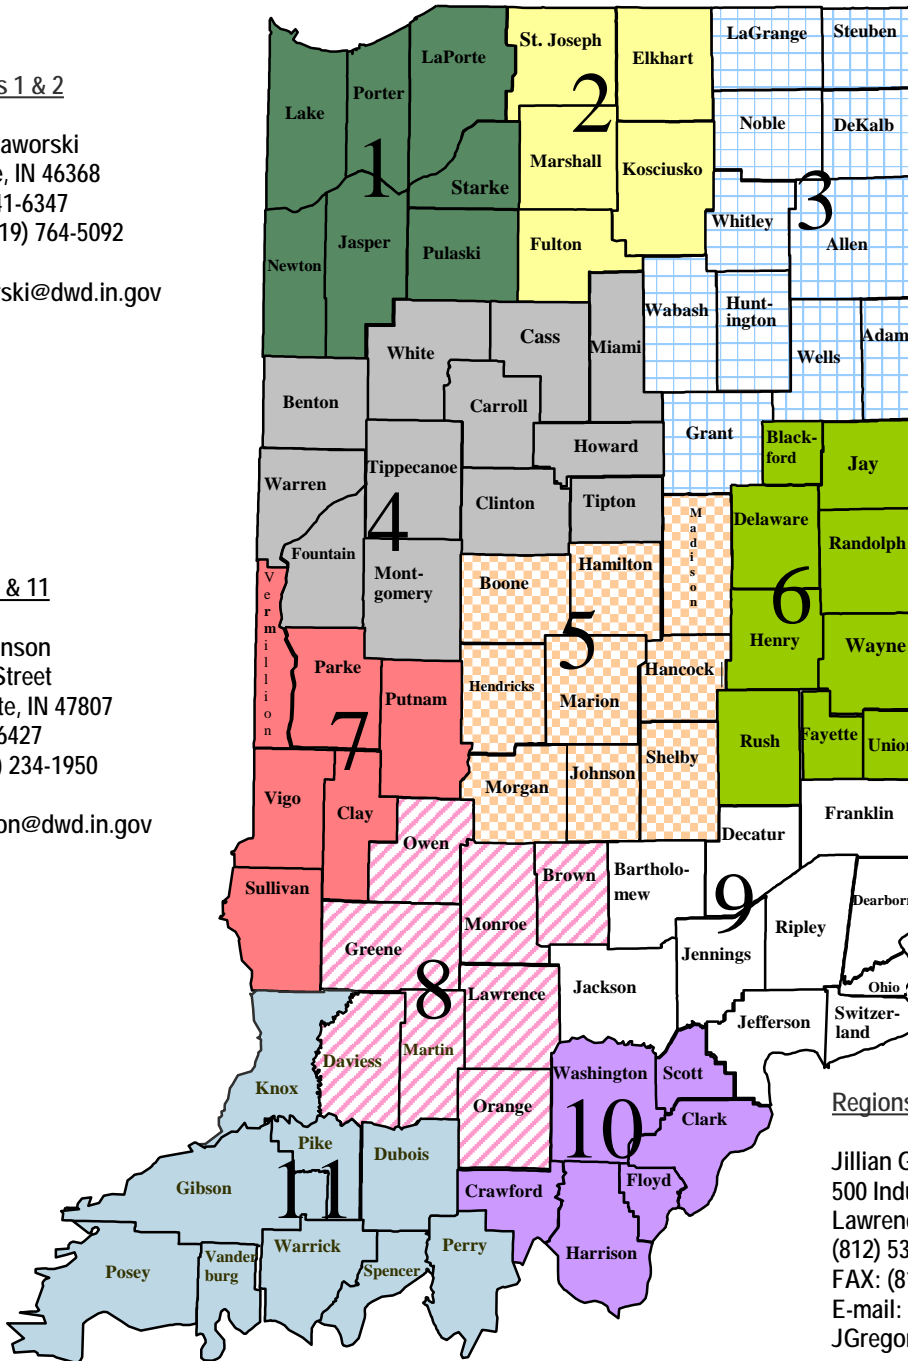 s 1 & 2
aworski
e, IN 46368
41-6347
19) 764-5092
rski@dwd.in.gov
& 11
nson
Street
te, IN 47807
6427
) 234-1950
on@dwd.in.gov
LaGrange
Steuben
St. Joseph
Elkhart
LaPorte
Porter
Lake
2
Noble
DeKalb
Marshall
Kosciusko
1
Starke
3
Whitley
Allen
Jasper
Pulaski
Fulton
Newton
Wabash
Hunt-
ington
Cass
Miami
White
Adam
Wells
Benton
Carroll
Grant
Black-
ford
Howard
Jay
Tippecanoe
Warren
Clinton
Tipton
4
Madison
Delaware
Randolph
Fountain
Mont-
gomery
Boone
Hamilton
Vermillion
6
5
Henry
Wayne
Parke
Putnam
Hendricks
Marion
Hancock
7
Rush
Fayette
Union
Shelby
Johnson
Morgan
Vigo
Clay
Franklin
Decatur
Owen
Brown
Bartholo-
mew
Sullivan
9
Dearborn
Monroe
Ripley
Greene
Jennings
8
Lawrence
Jackson
Ohio
Switzer-
land
Jefferson
Daviess
Martin
Knox
Washington
Scott
Orange
10
Clark
Pike
Dubois
Gibson
11
Crawford
Floyd
Harrison
Warrick
Perry
Vander
burg
Posey
Spencer
Regions
Jillian G
500 Indu
Lawrenc
(812) 53
FAX: (81
E-mail:
JGregor